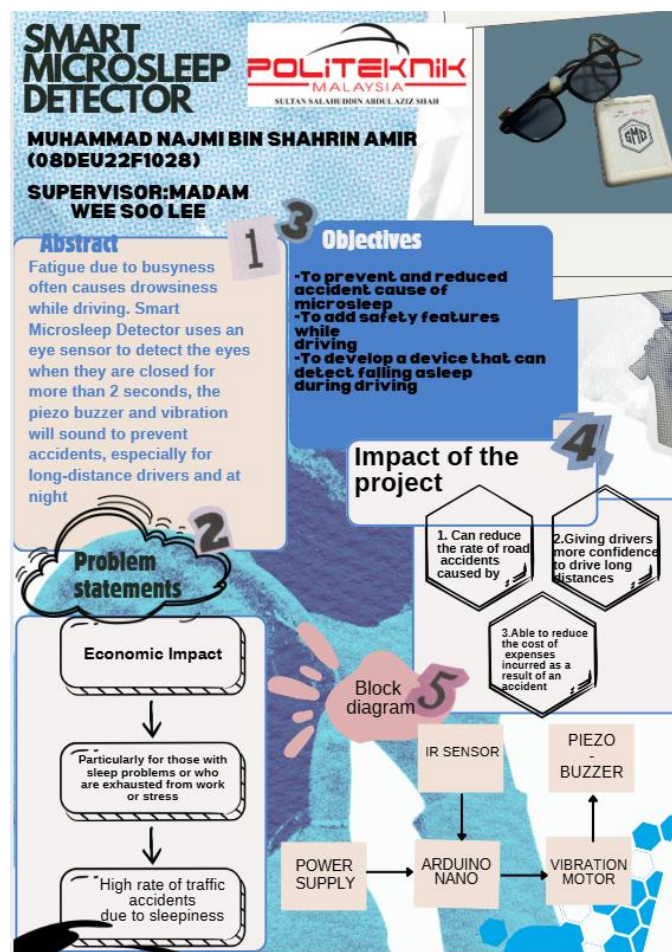 SMART
MICROSLEEP
DETECTOR
POLITEKNIK
MALAYSIA
SULTAN SALAHUDDIN ABDUL AZIZ SHAH
MUHAMMAD NAJMI BIN SHAHRIN AMIR
(08DEU22F1028)
SUPERVISOR:MADAM
WEE SOO LEE
SMD
Abstract
1
Fatigue due to busyness
often causes drowsiness
while driving. Smart
Microsleep Detector uses an
eye sensor to detect the eyes
when they are closed for
more than 2 seconds, the
piezo buzzer and vibration
will sound to prevent
accidents, especially for
long-distance drivers and at
night
2
Problem
statements
Economic Impact
Particularly for those with
sleep problems or who
are exhausted from work
or stress
High rate of traffic
accidents
due to sleepiness
3
Objectives
-To prevent and reduced
accident cause of
microsleep
-To add safety features
while
driving
-To develop a device that can
detect falling asleep
during driving
4
Impact of the
project
1. Can reduce
the rate of road
accidents
caused by
2.Giving drivers
more confidence
to drive long
distances
3.Able to reduce
the cost of
expenses
incurred as a
result of an
accident
5
Block
diagram
IR SENSOR
PIEZO
-
BUZZER
POWER
SUPPLY
ARDUINO
NANO
VIBRATION
MOTOR